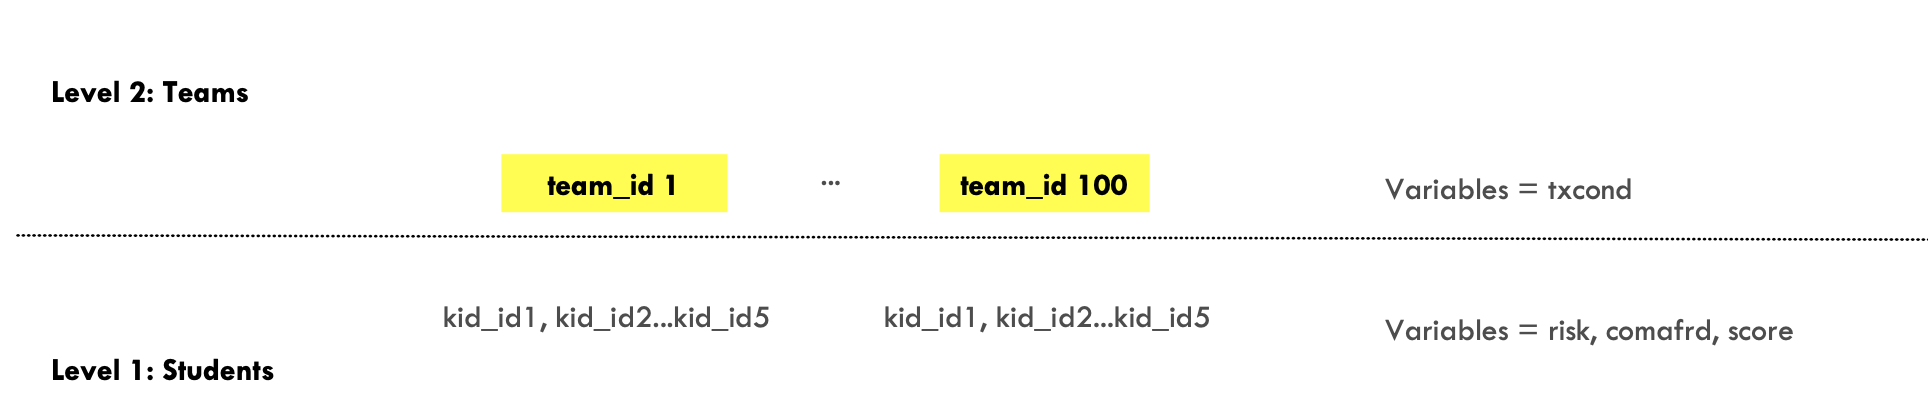 Level 2: Teams
team_id 1 ... team_id 100 Variables = txcond
kid_id1, kid_id2...kid_id5 kid_id1, kid_id2...kid_id5 Variables = risk, comafrd, score
Level 1: Students